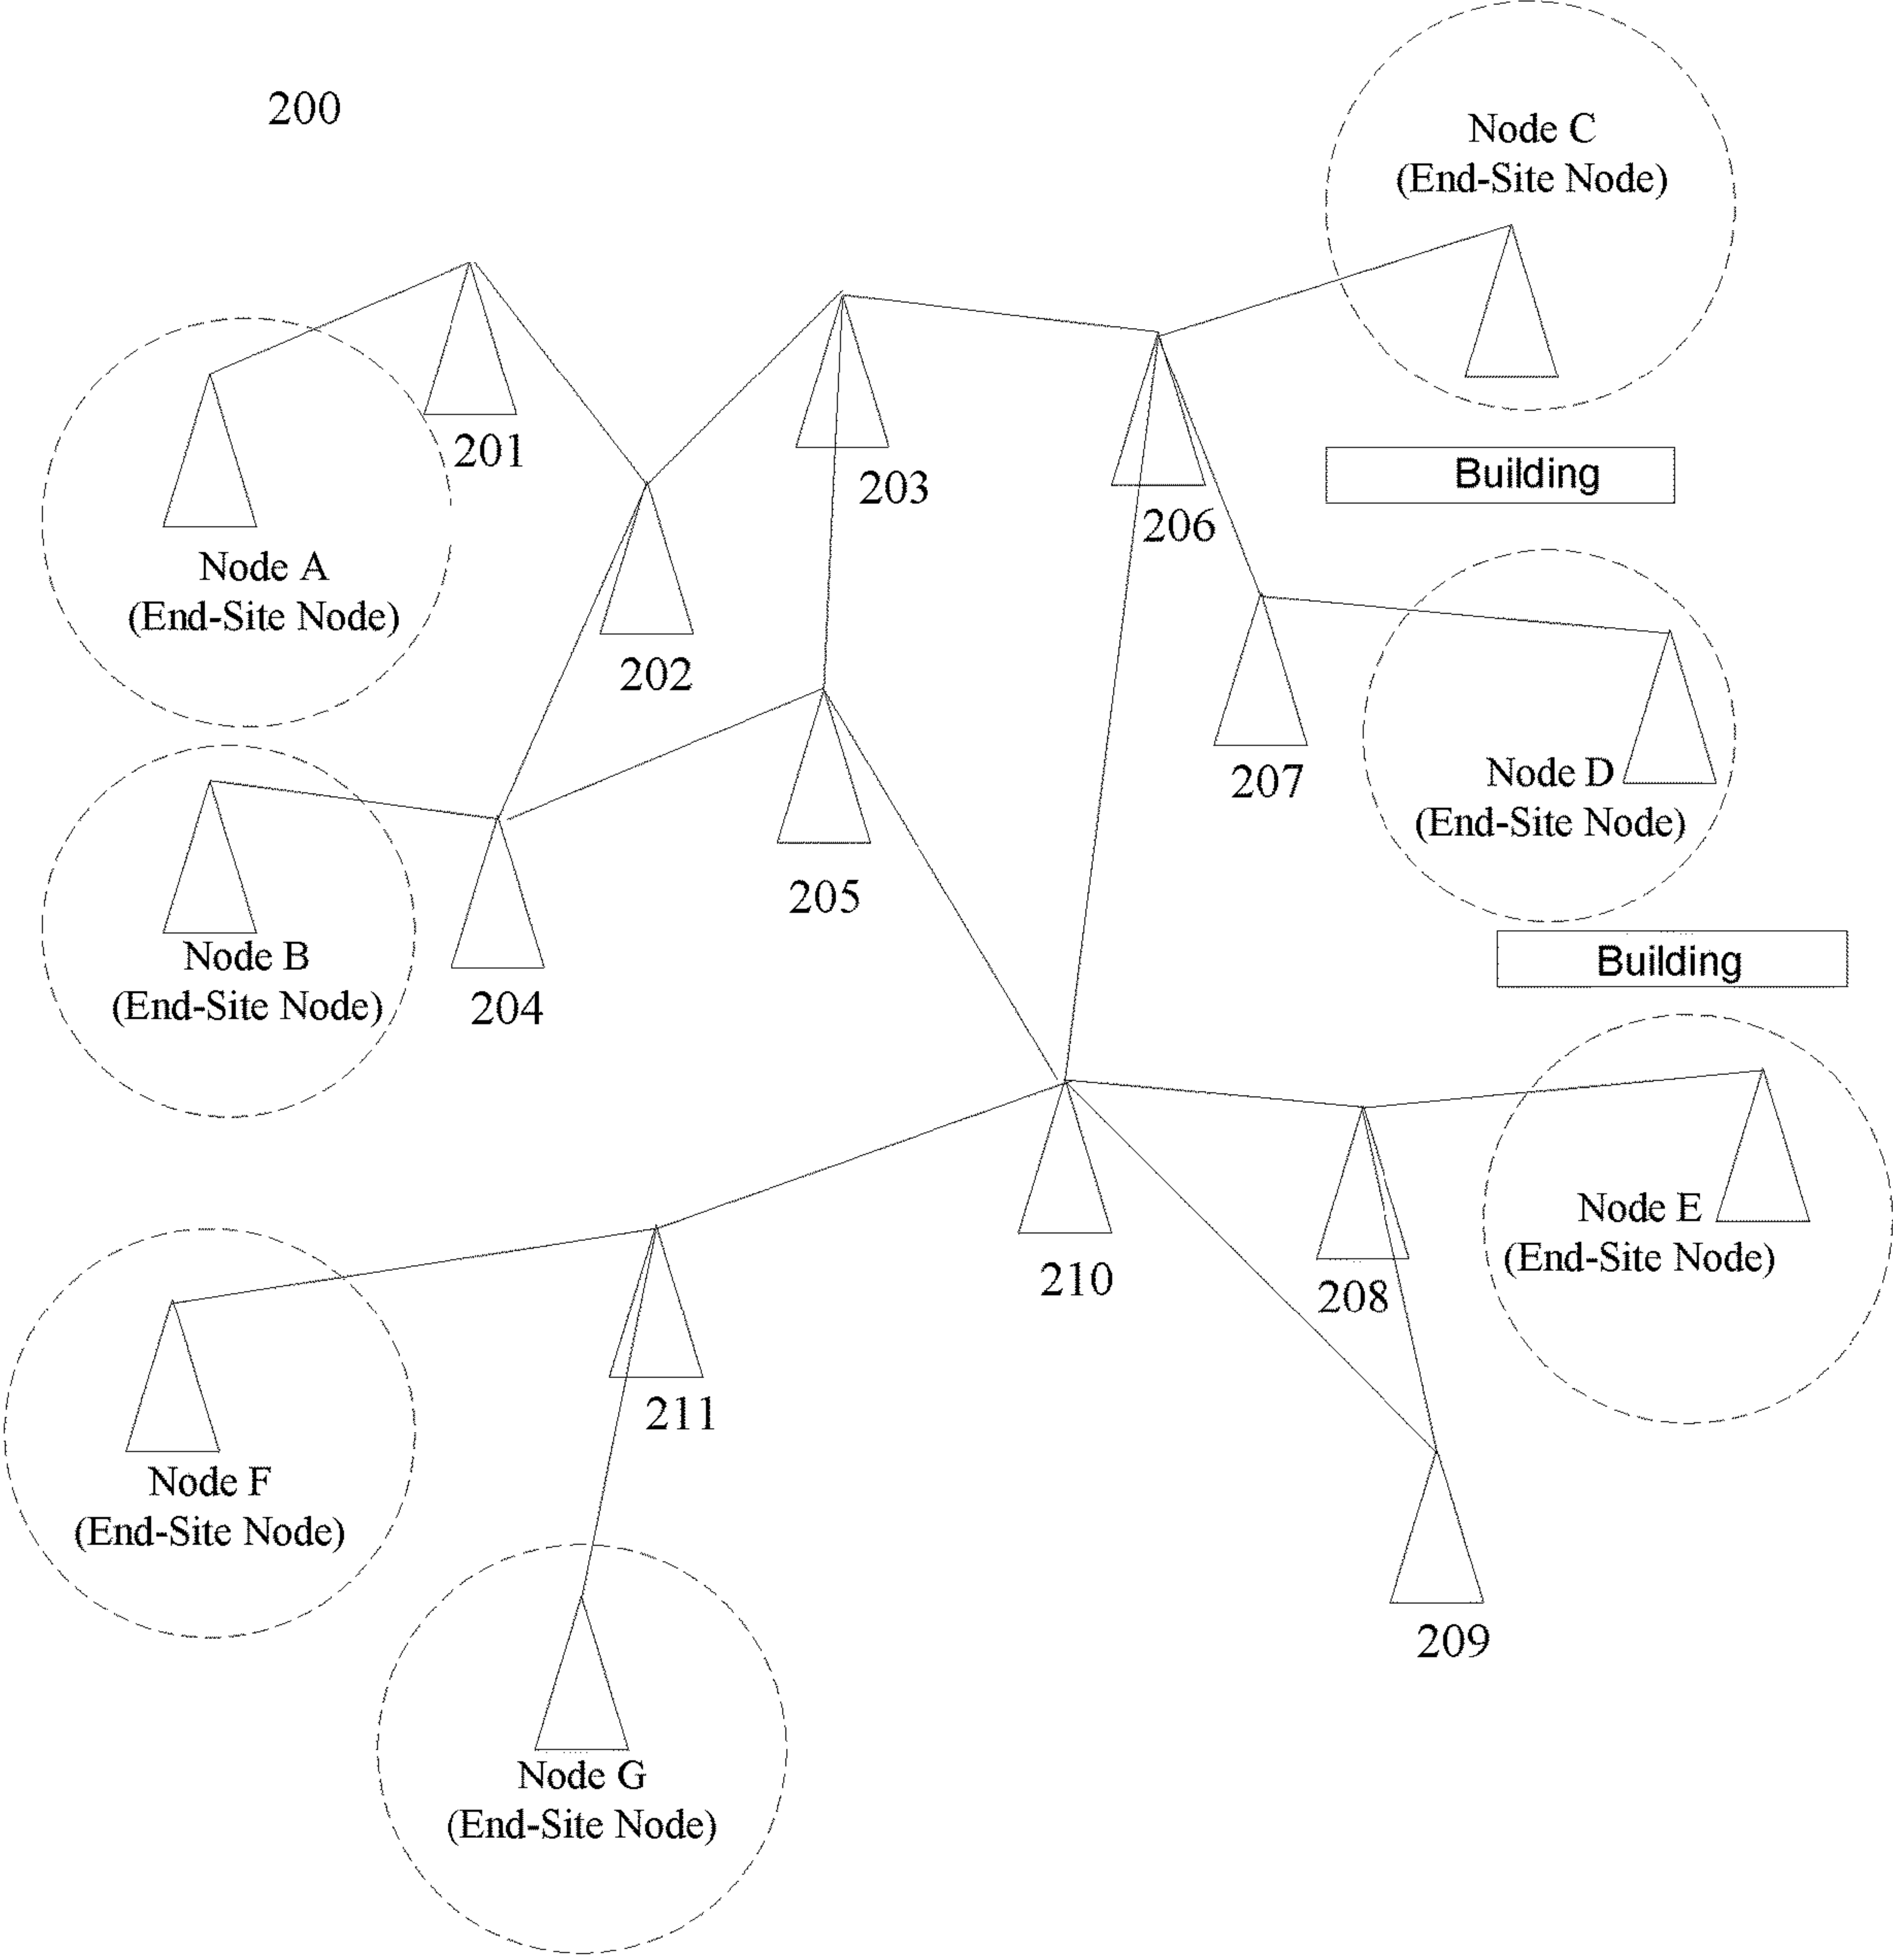 200
Node C
(End-Site Node)
201
203
Building
206
Node A
(End-Site Node)
202
207
Node D
(End-Site Node)
205
Node B
(End-Site Node)
204
Building
210
208
Node E
(End-Site Node)
211
Node F
(End-Site Node)
209
Node G
(End-Site Node)